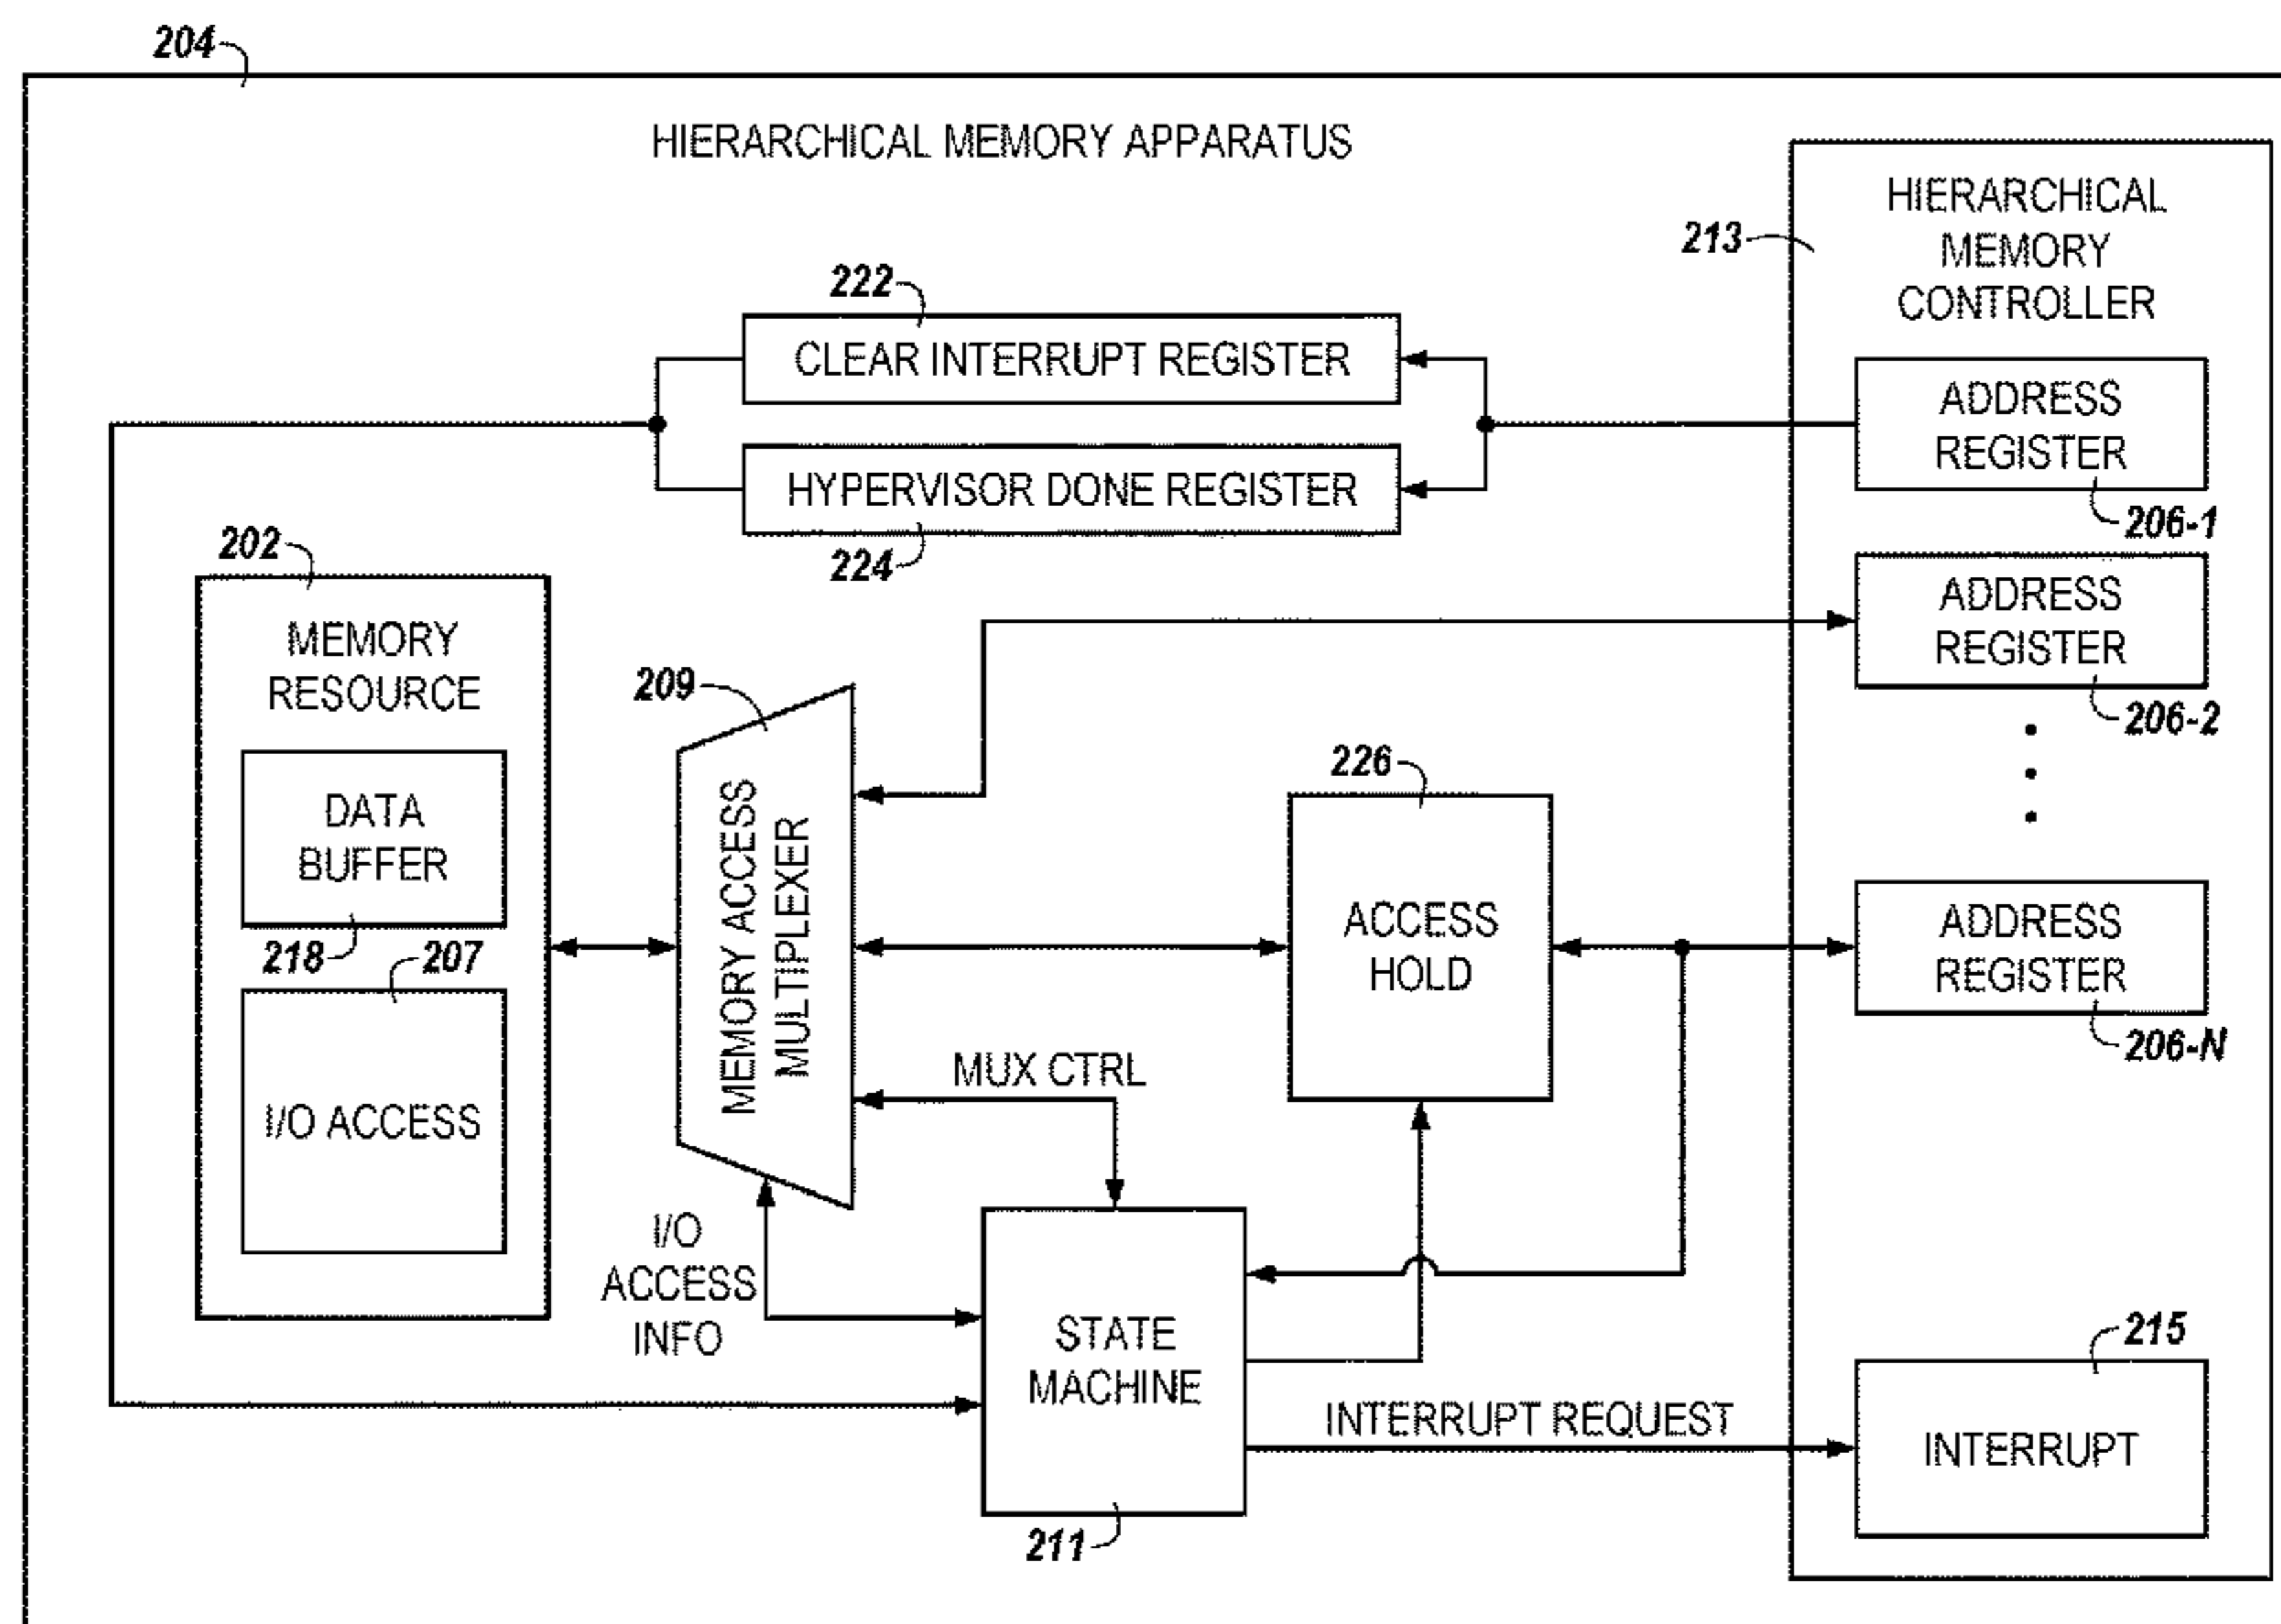 204
HIERARCHICAL MEMORY APPARATUS
213
HIERARCHICAL
MEMORY
CONTROLLER
222
CLEAR INTERRUPT REGISTER
HYPERVISOR DONE REGISTER
224
ADDRESS
REGISTER
206-1
ADDRESS
REGISTER
206-2
202
MEMORY
RESOURCE
DATA
BUFFER
218
207
I/O ACCESS
209
MEMORY ACCESS
MULTIPLEXER
226
ACCESS
HOLD
ADDRESS
REGISTER
206-N
MUX CTRL
I/O
ACCESS
INFO
STATE
MACHINE
211
INTERRUPT REQUEST
215
INTERRUPT